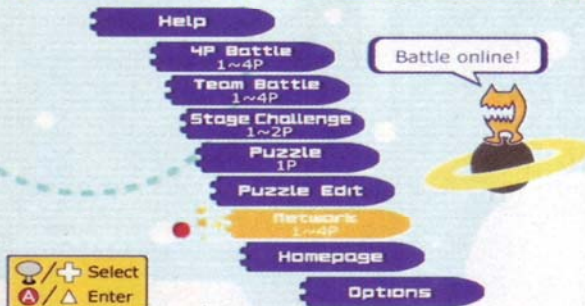 Help
4P Battle
1~4P
Battle online!
Team Battle
1~4P
Stage Challenge
1~2P
Puzzle
1P
Puzzle Edit
Network
1~4P
Homepage
Select
A / △ Enter
Options